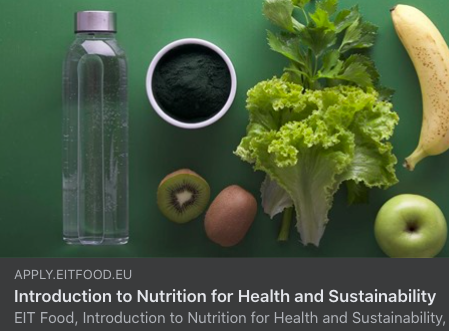 APPLY.EITFOOD.EU
Introduction to Nutrition for Health and Sustainability
EIT Food, Introduction to Nutrition for Health and Sustainability,